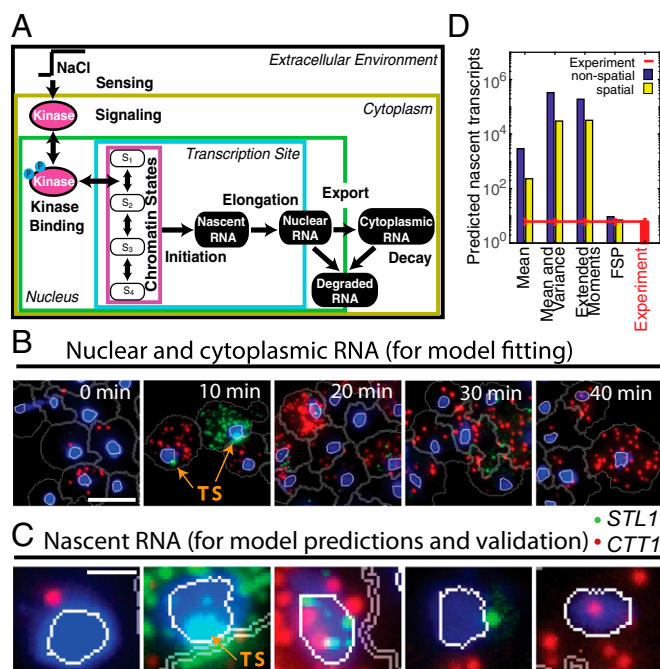 A
NaCl
Sensing
Extracellular Environment
Kinase
Signaling
Cytoplasm
P
P
Kinase
Kinase
Binding
Transcription Site
S1
S2
S3
S4
Chromatin States
Initiation
Elongation
Nascent
RNA
Nuclear
RNA
Export
Cytoplasmic
RNA
Decay
Degraded
RNA
Nucleus
D
Predicted nascent transcripts
10^6
10^4
10^2
10^0
Experiment
non-spatial
spatial
Mean
Mean and
Variance
Extended
Moments
FSP
Experiment
B
Nuclear and cytoplasmic RNA (for model fitting)
0 min
10 min
20 min
30 min
40 min
TS
STL1
CTT1
C
Nascent RNA (for model predictions and validation)
TS